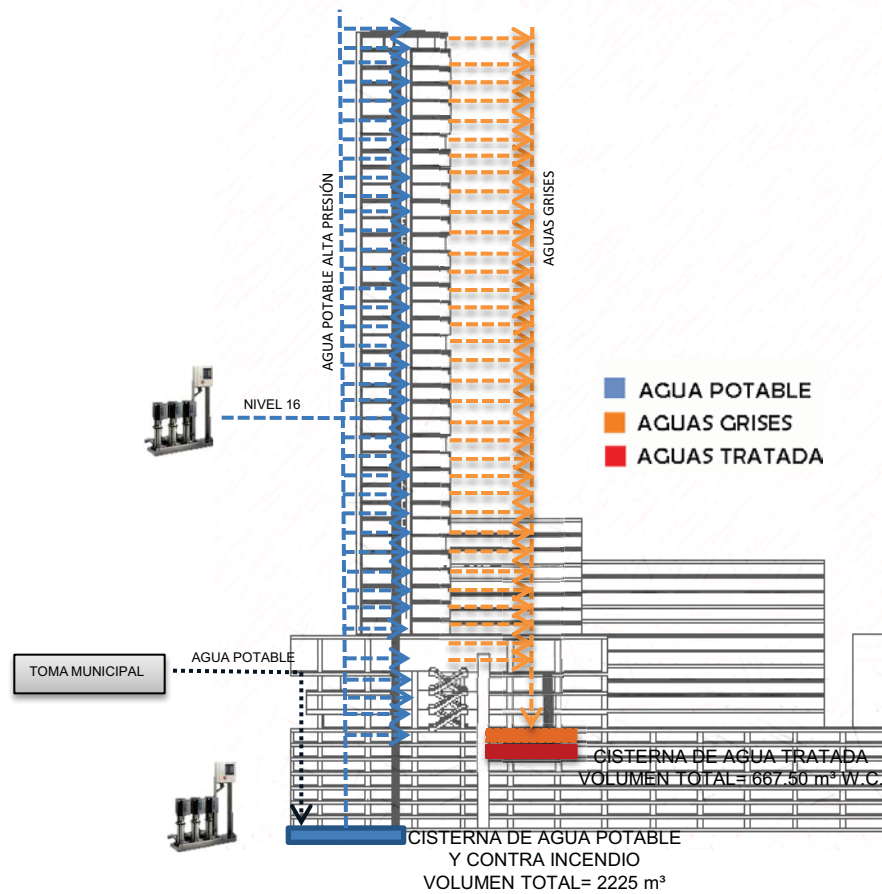 AGUA POTABLE ALTA PRESIÓN
AGUAS GRISES
NIVEL 16
AGUA POTABLE
AGUAS GRISES
AGUAS TRATADA
TOMA MUNICIPAL
AGUA POTABLE
CISTERNA DE AGUA TRATADA
VOLUMEN TOTAL= 667.50 m³ W.C.
CISTERNA DE AGUA POTABLE
Y CONTRA INCENDIO
VOLUMEN TOTAL= 2225 m³